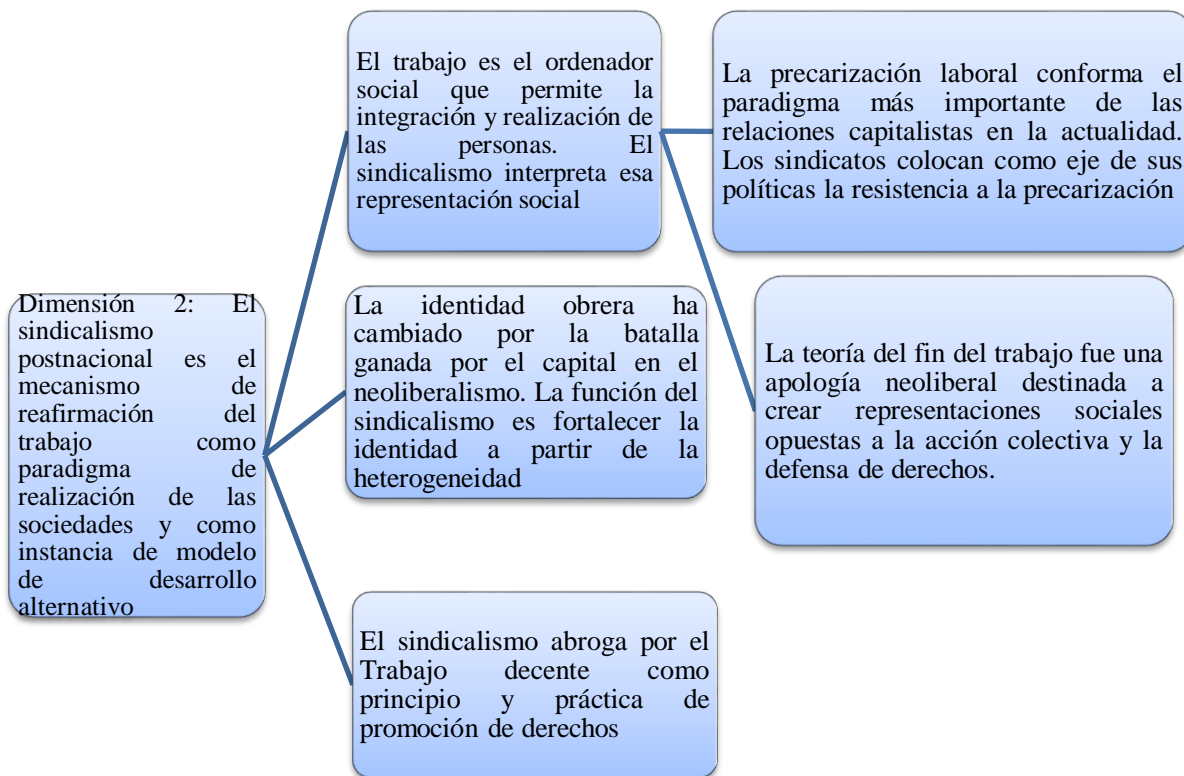 Dimensión 2: El
sindicalismo
postnacional es el
mecanismo de
reafirmación del
trabajo como
paradigma de
realización de las
sociedades y como
instancia de modelo
de desarrollo
alternativo
El trabajo es el ordenador
social que permite la
integración y realización de
las personas. El
sindicalismo interpreta esa
representación social
La precarización laboral conforma el
paradigma más importante de las
relaciones capitalistas en la actualidad.
Los sindicatos colocan como eje de sus
políticas la resistencia a la precarización
La teoría del fin del trabajo fue una
apología neoliberal destinada a
crear representaciones sociales
opuestas a la acción colectiva y la
defensa de derechos.
La identidad obrera ha
cambiado por la batalla
ganada por el capital en el
neoliberalismo. La función del
sindicalismo es fortalecer la
identidad a partir de la
heterogeneidad
El sindicalismo abroga por el
Trabajo decente como
principio y práctica de
promoción de derechos